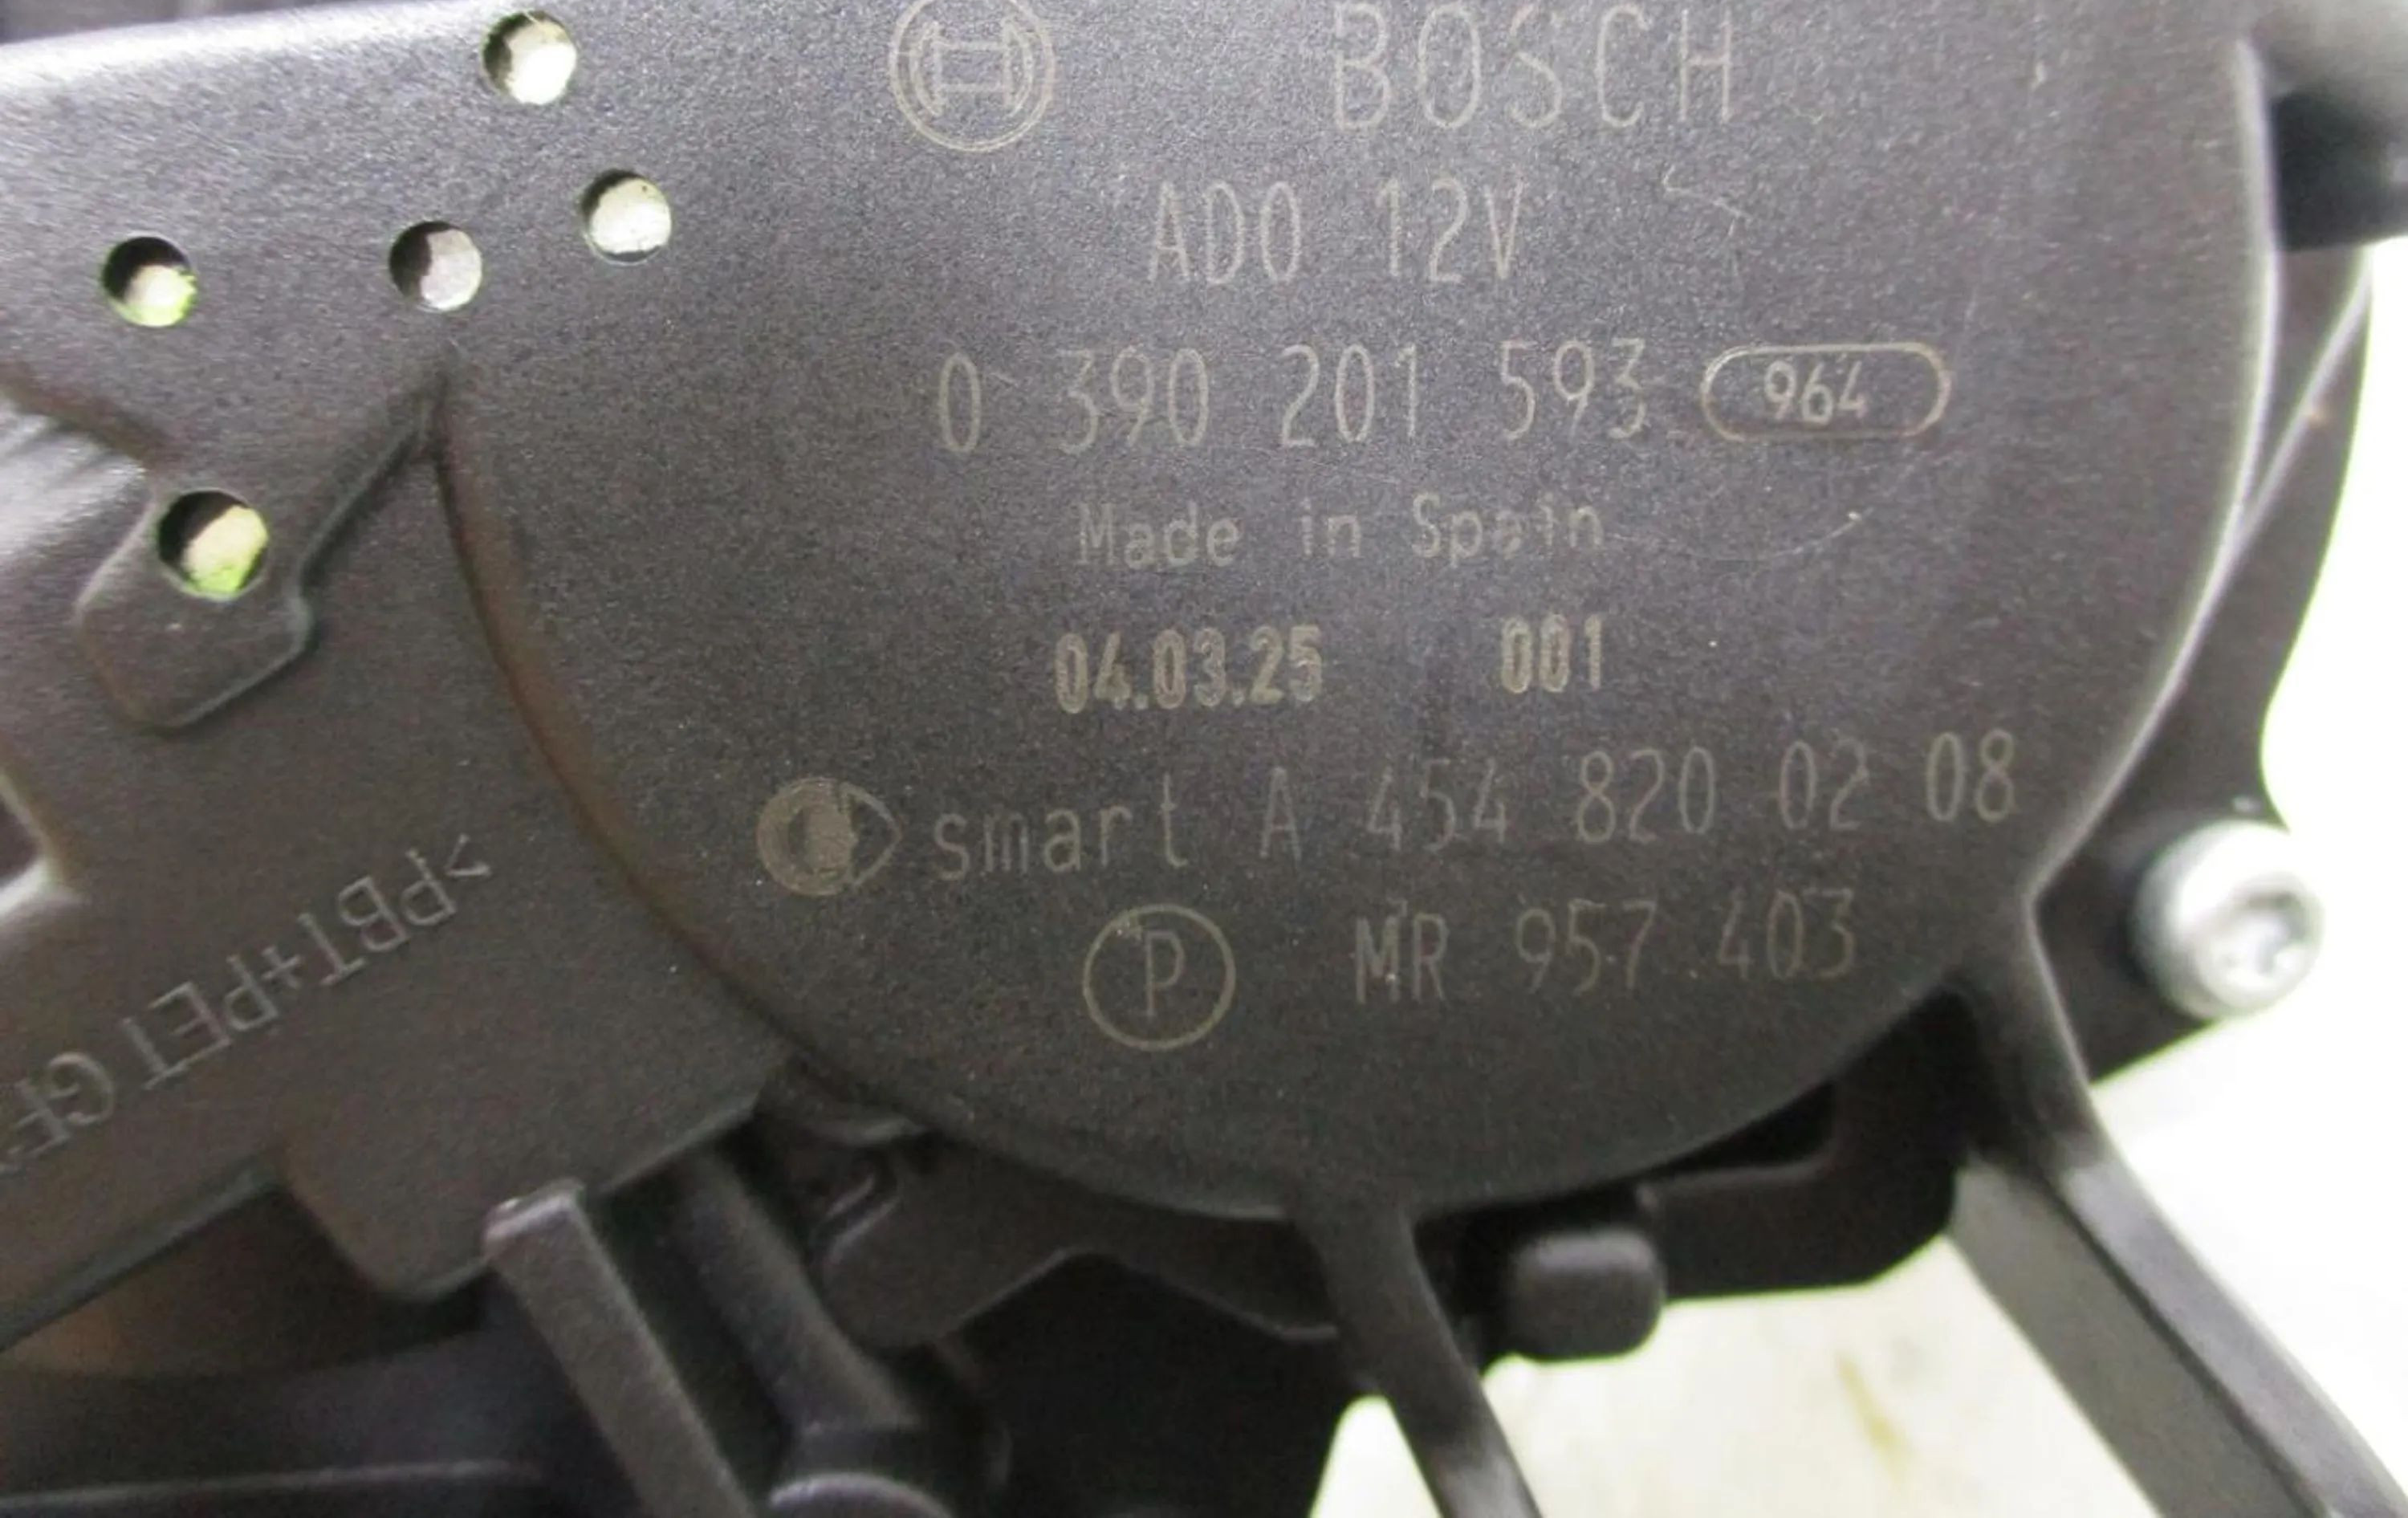 BOSCH
ADO 12V
0 390 201 593 964
Made in Spain
04.03.25 001
smart A 454 820 02 08
P MR 957 403
>PBT+PET GF